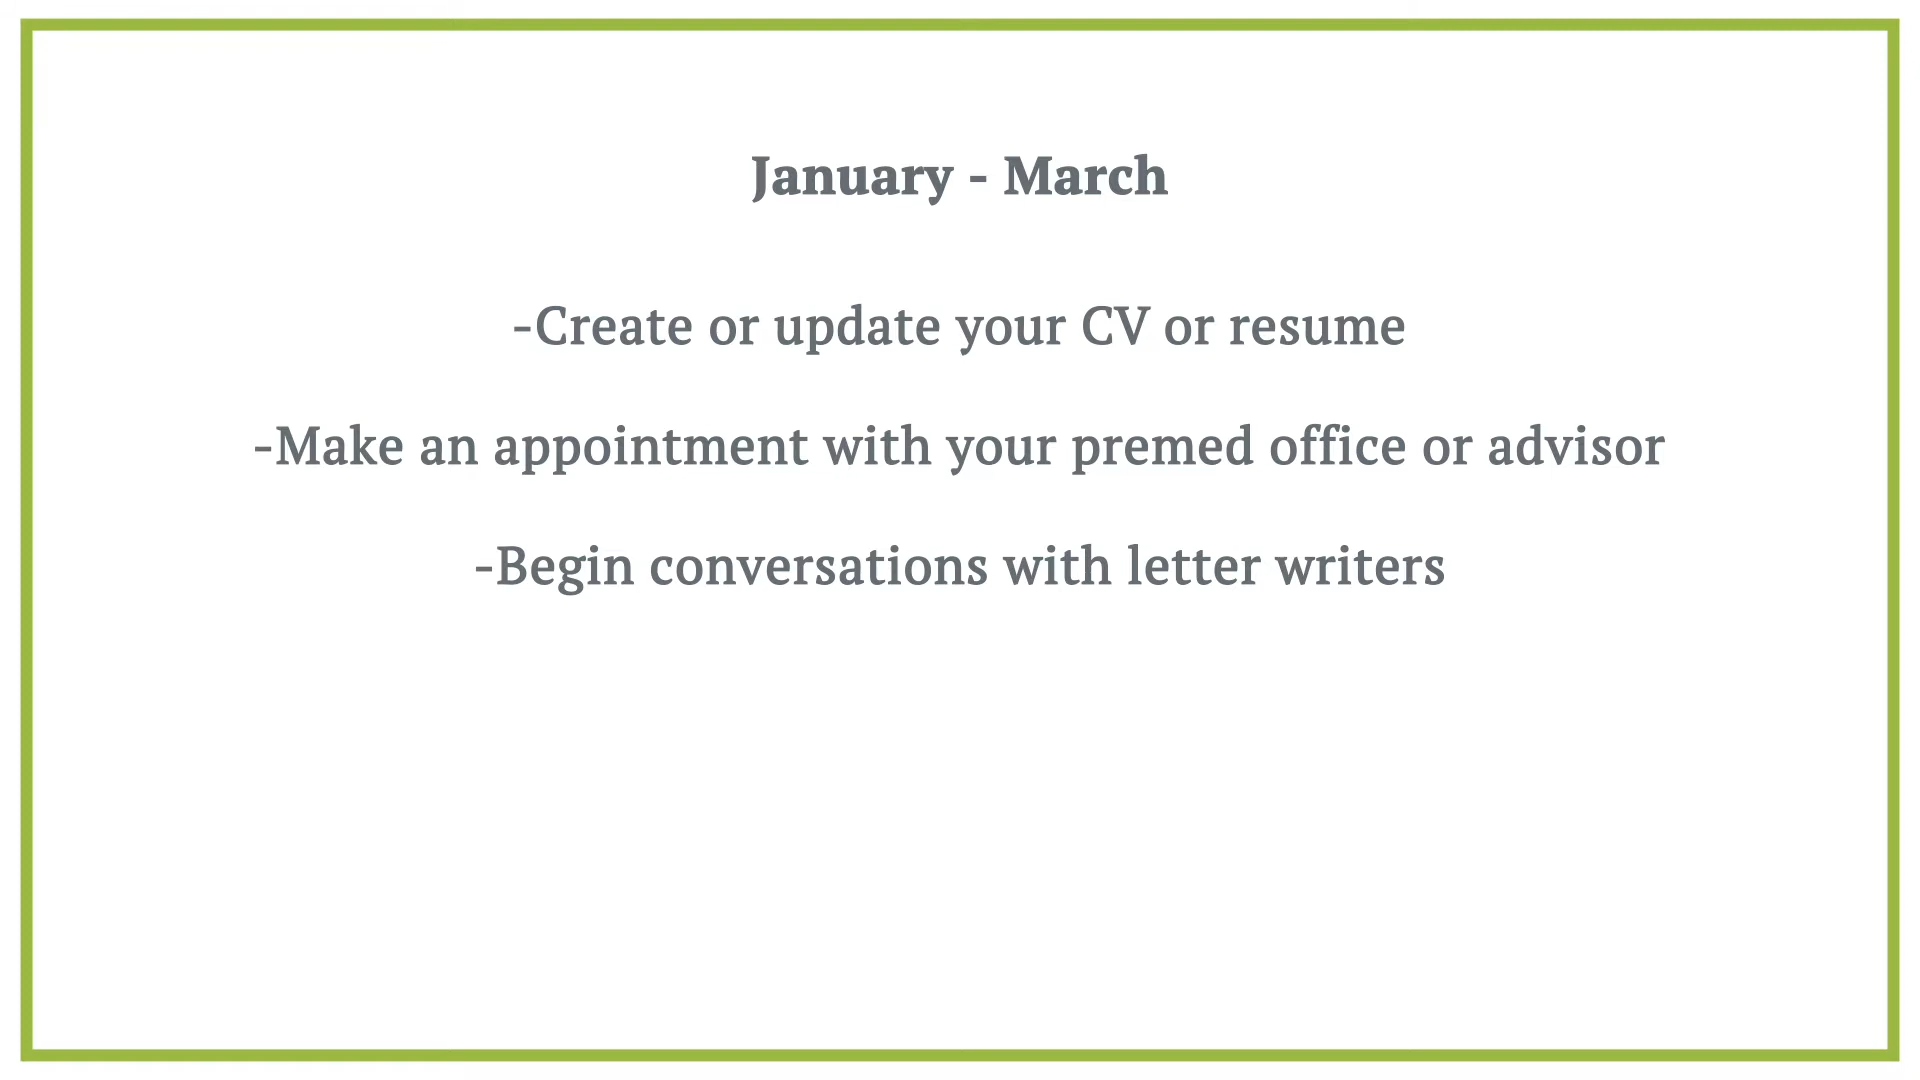 January - March
-Create or update your CV or resume
-Make an appointment with your premed office or advisor
-Begin conversations with letter writers